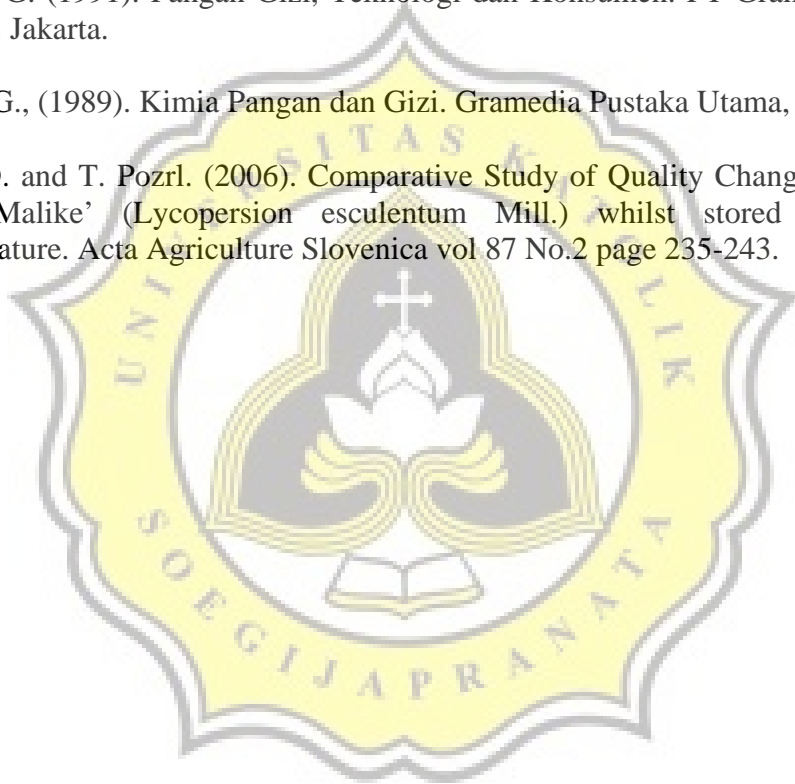 G. (1991). Pangan Gizi, Teknologi dan Konsumen. PT Gram
Jakarta.
G., (1989). Kimia Pangan dan Gizi. Gramedia Pustaka Utama,
. and T. Pozrl. (2006). Comparative Study of Quality Chang
Malike’ (Lycopersion esculentum Mill.) whilst stored
ature. Acta Agriculture Slovenica vol 87 No.2 page 235-243.
UNIVERSITAS KATOLIK
SOEGIJAPRANATA